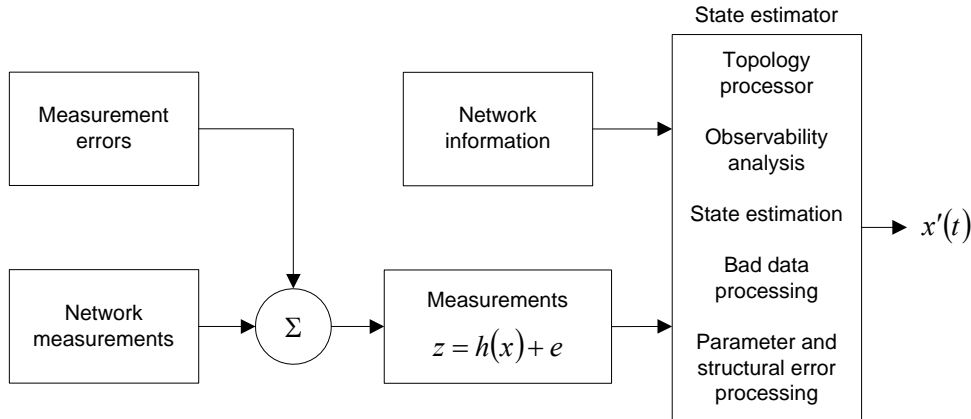 State estimator
Measurement
errors
Network
information
Topology
processor
Observability
analysis
State estimation
Bad data
processing
Parameter and
structural error
processing
x′(t)
Network
measurements
Σ
Measurements
z = h(x) + e